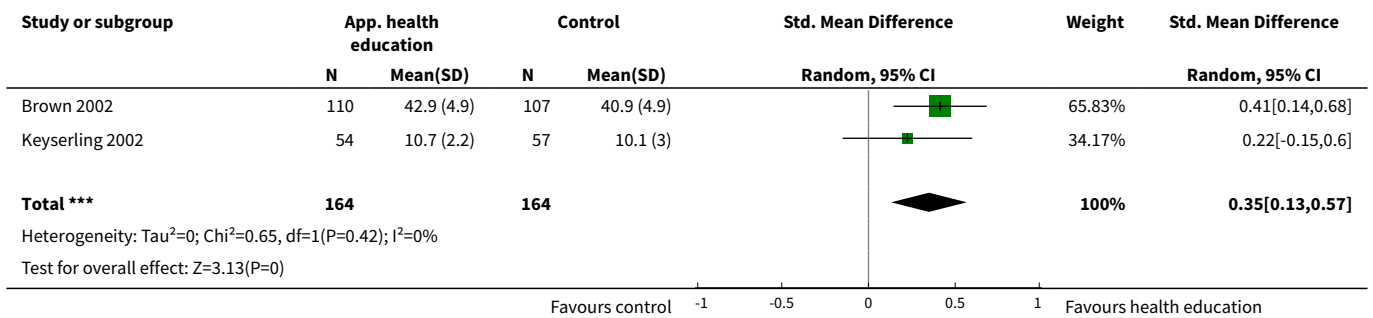 Study or subgroup App. health education Control Std. Mean Difference Weight Std. Mean Difference
N Mean(SD) N Mean(SD) Random, 95% CI Random, 95% CI
Brown 2002 110 42.9 (4.9) 107 40.9 (4.9) 65.83% 0.41[0.14,0.68]
Keyserling 2002 54 10.7 (2.2) 57 10.1 (3) 34.17% 0.22[-0.15,0.6]
Total *** 164 164 100% 0.35[0.13,0.57]
Heterogeneity: Tau²=0; Chi²=0.65, df=1(P=0.42); I²=0%
Test for overall effect: Z=3.13(P=0)
Favours control -1 -0.5 0 0.5 1 Favours health education